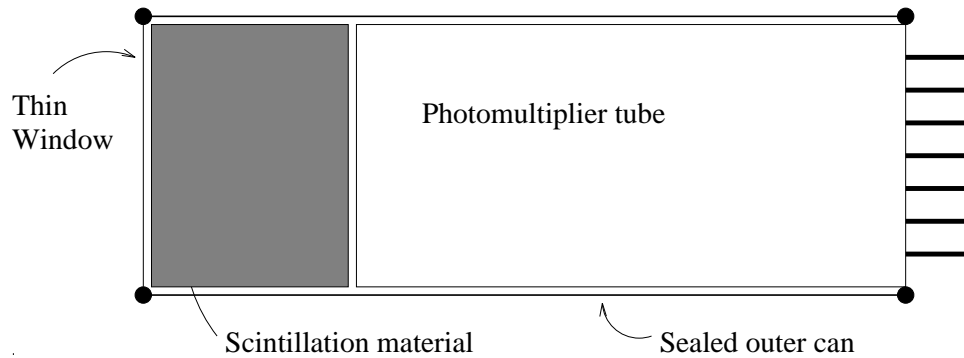 Thin
Window
Photomultiplier tube
Scintillation material
Sealed outer can